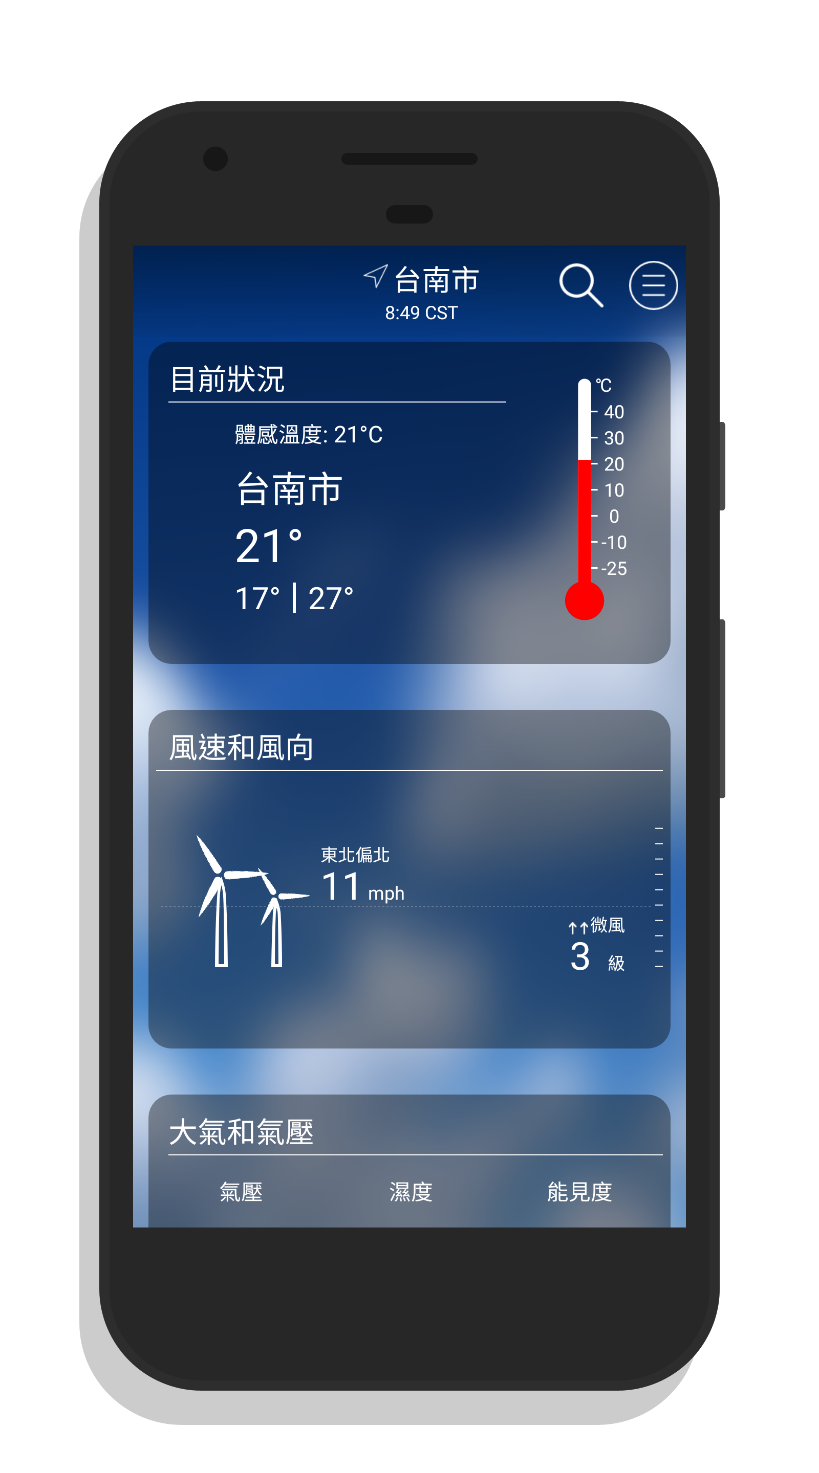 台南市
8:49 CST
目前狀況
體感溫度: 21°C
台南市
21°
17° | 27°
℃
40
30
20
10
0
-10
-25
風速和風向
東北偏北
11 mph
↑↑微風
3 級
大氣和氣壓
氣壓 濕度 能見度